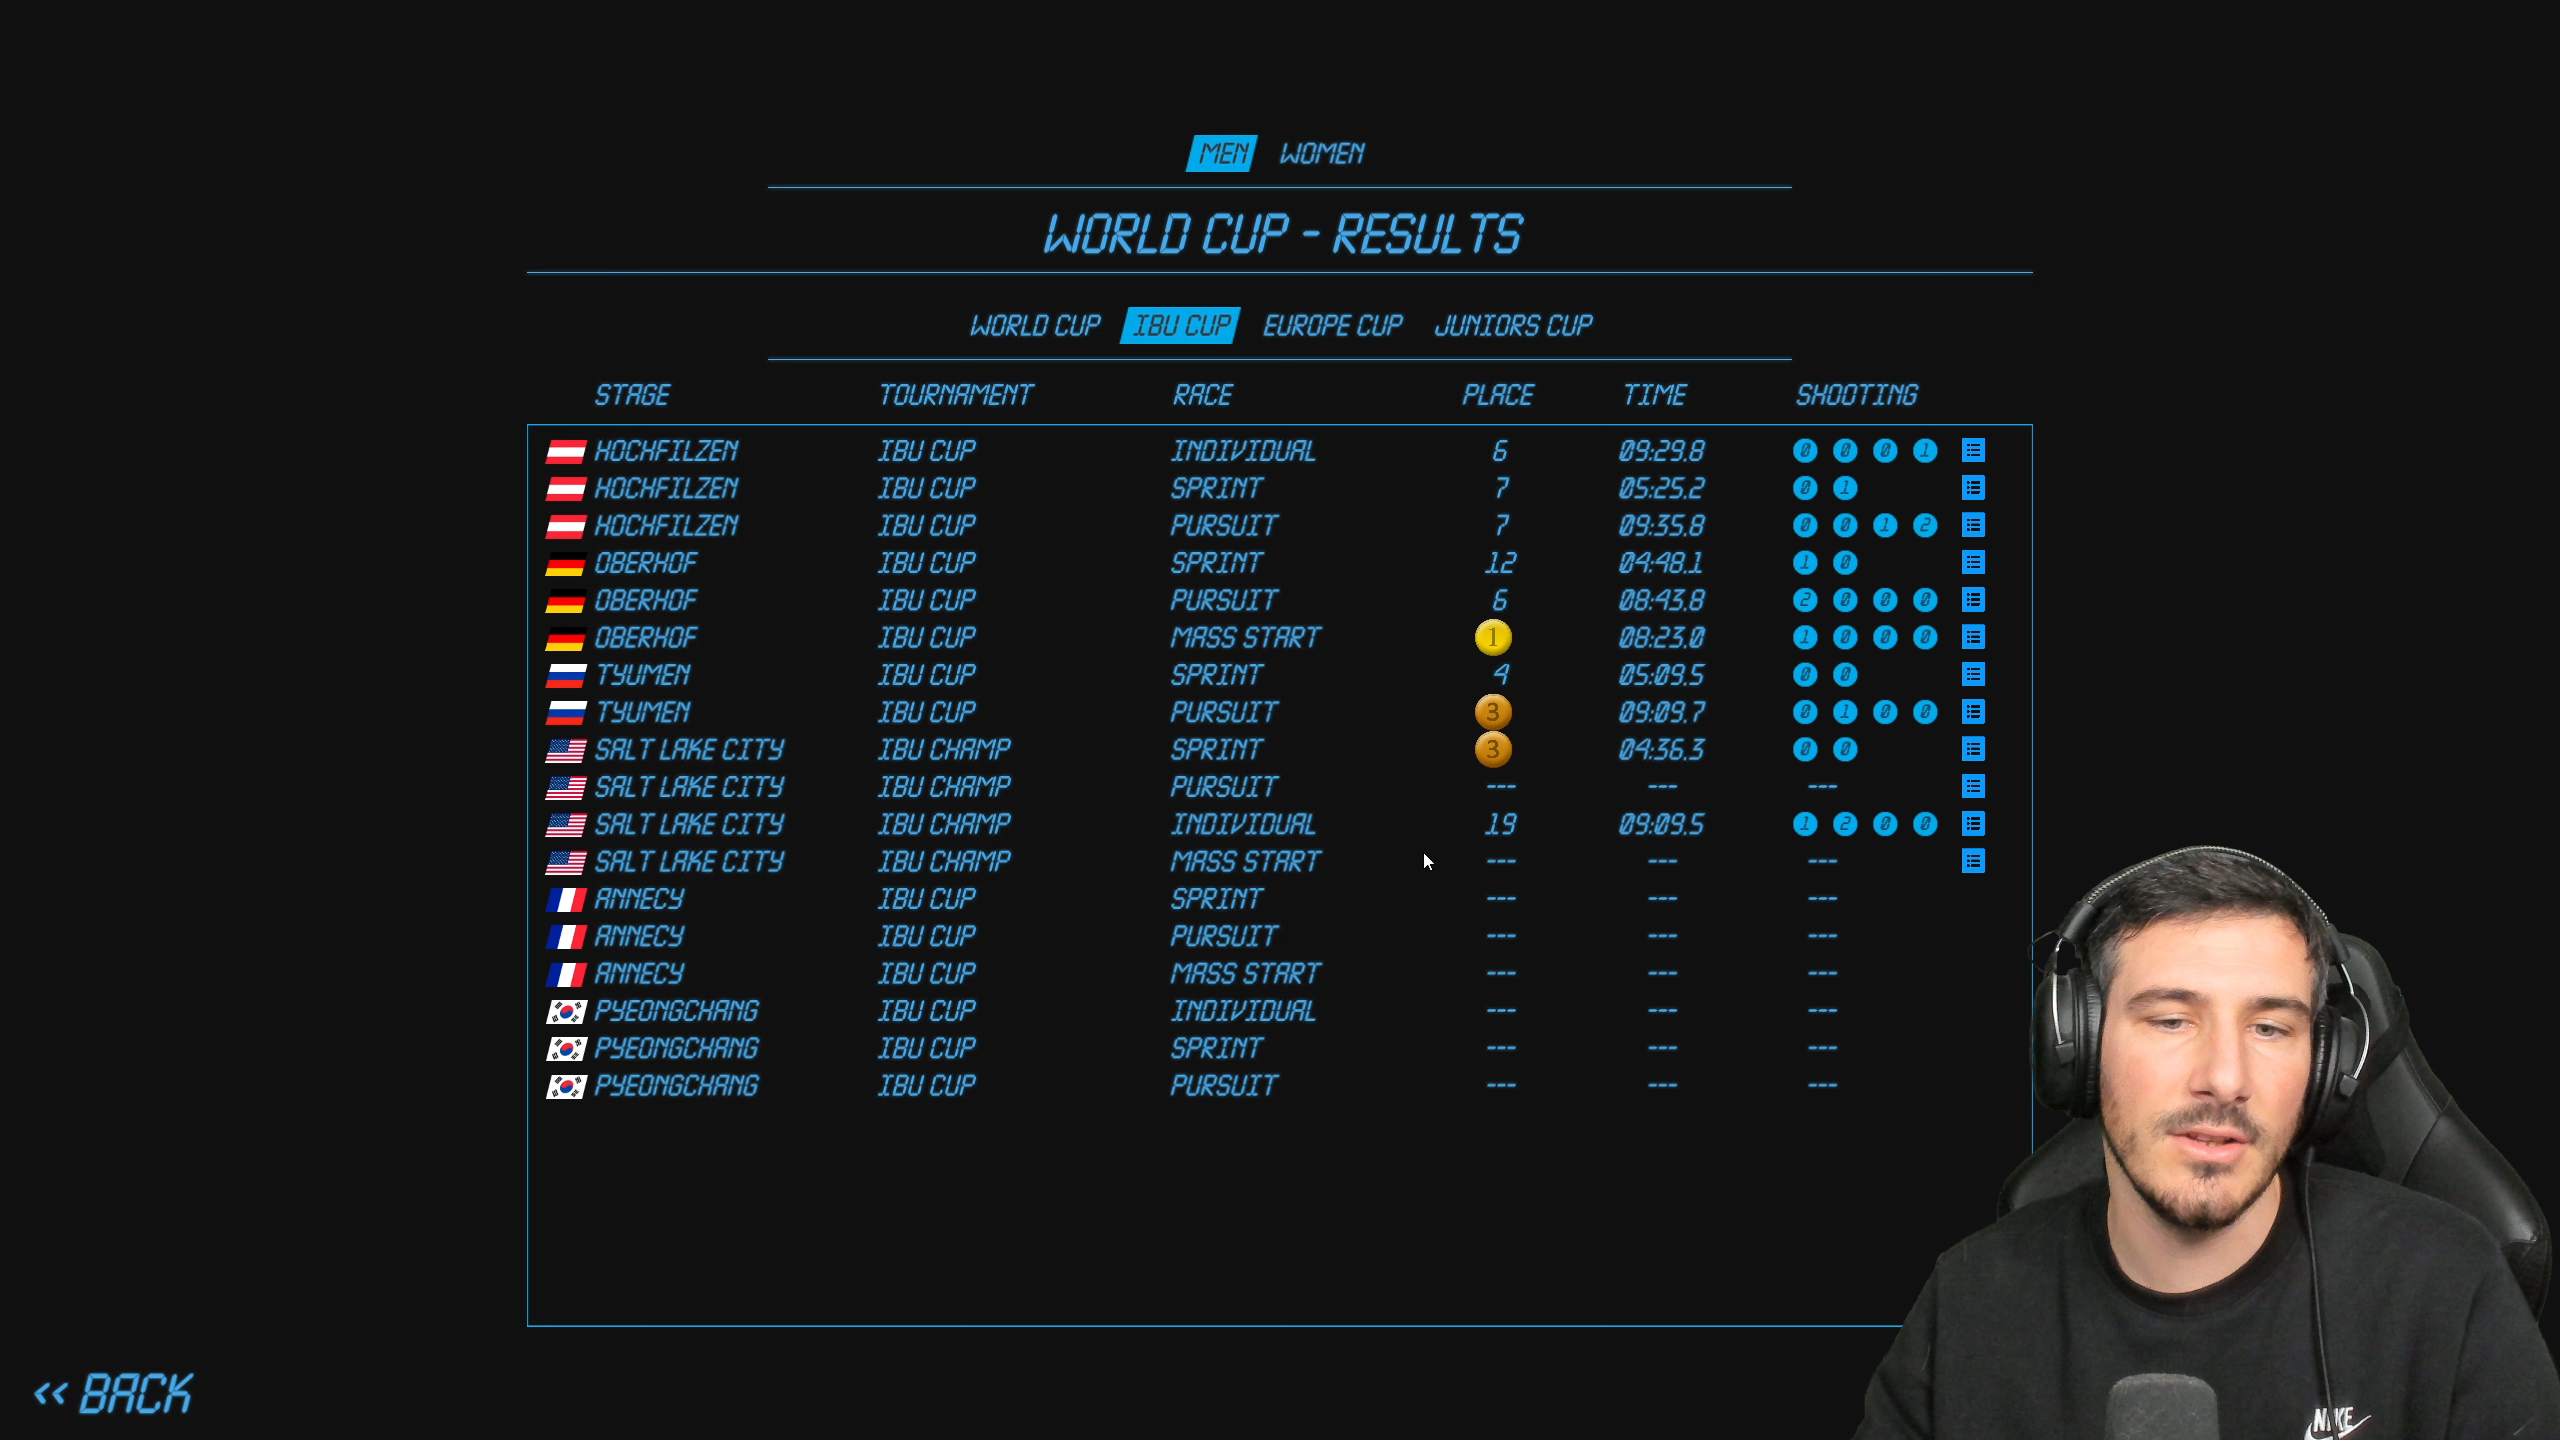 MEN WOMEN
WORLD CUP - RESULTS
WORLD CUP IBU CUP EUROPE CUP JUNIORS CUP
STAGE TOURNAMENT RACE PLACE TIME SHOOTING
HOCHFILZEN IBU CUP INDIVIDUAL 6 09:29.8 0 0 0 1
HOCHFILZEN IBU CUP SPRINT 7 05:25.2 0 1
HOCHFILZEN IBU CUP PURSUIT 7 09:35.8 0 0 1 2
OBERHOF IBU CUP SPRINT 12 04:48.1 1 0
OBERHOF IBU CUP PURSUIT 6 08:43.8 2 0 0 0
OBERHOF IBU CUP MASS START 1 08:23.0 1 0 0 0
TYUMEN IBU CUP SPRINT 4 05:09.5 0 0
TYUMEN IBU CUP PURSUIT 3 09:09.7 0 1 0 0
SALT LAKE CITY IBU CHAMP SPRINT 3 04:36.3 0 0
SALT LAKE CITY IBU CHAMP PURSUIT --- --- ---
SALT LAKE CITY IBU CHAMP INDIVIDUAL 19 09:09.5 1 2 0 0
SALT LAKE CITY IBU CHAMP MASS START --- --- ---
ANNECY IBU CUP SPRINT --- --- ---
ANNECY IBU CUP PURSUIT --- --- ---
ANNECY IBU CUP MASS START --- --- ---
PYEONGCHANG IBU CUP INDIVIDUAL --- --- ---
PYEONGCHANG IBU CUP SPRINT --- --- ---
PYEONGCHANG IBU CUP PURSUIT --- --- ---
<< BACK
NIKE